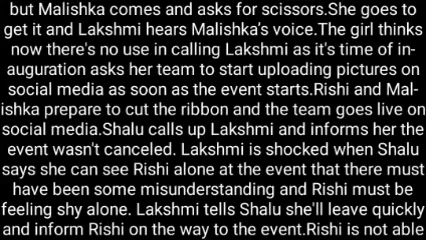 but Malishka comes and asks for scissors.She goes to
get it and Lakshmi hears Malishka's voice.The girl thinks
now there's no use in calling Lakshmi as it's time of in-
auguration asks her team to start uploading pictures on
social media as soon as the event starts.Rishi and Mal-
ishka prepare to cut the ribbon and the team goes live on
social media.Shalu calls up Lakshmi and informs her the
event wasn't canceled. Lakshmi is shocked when Shalu
says she can see Rishi alone at the event that there must
have been some misunderstanding and Rishi must be
feeling shy alone. Lakshmi tells Shalu she'll leave quickly
and inform Rishi on the way to the event.Rishi is not able